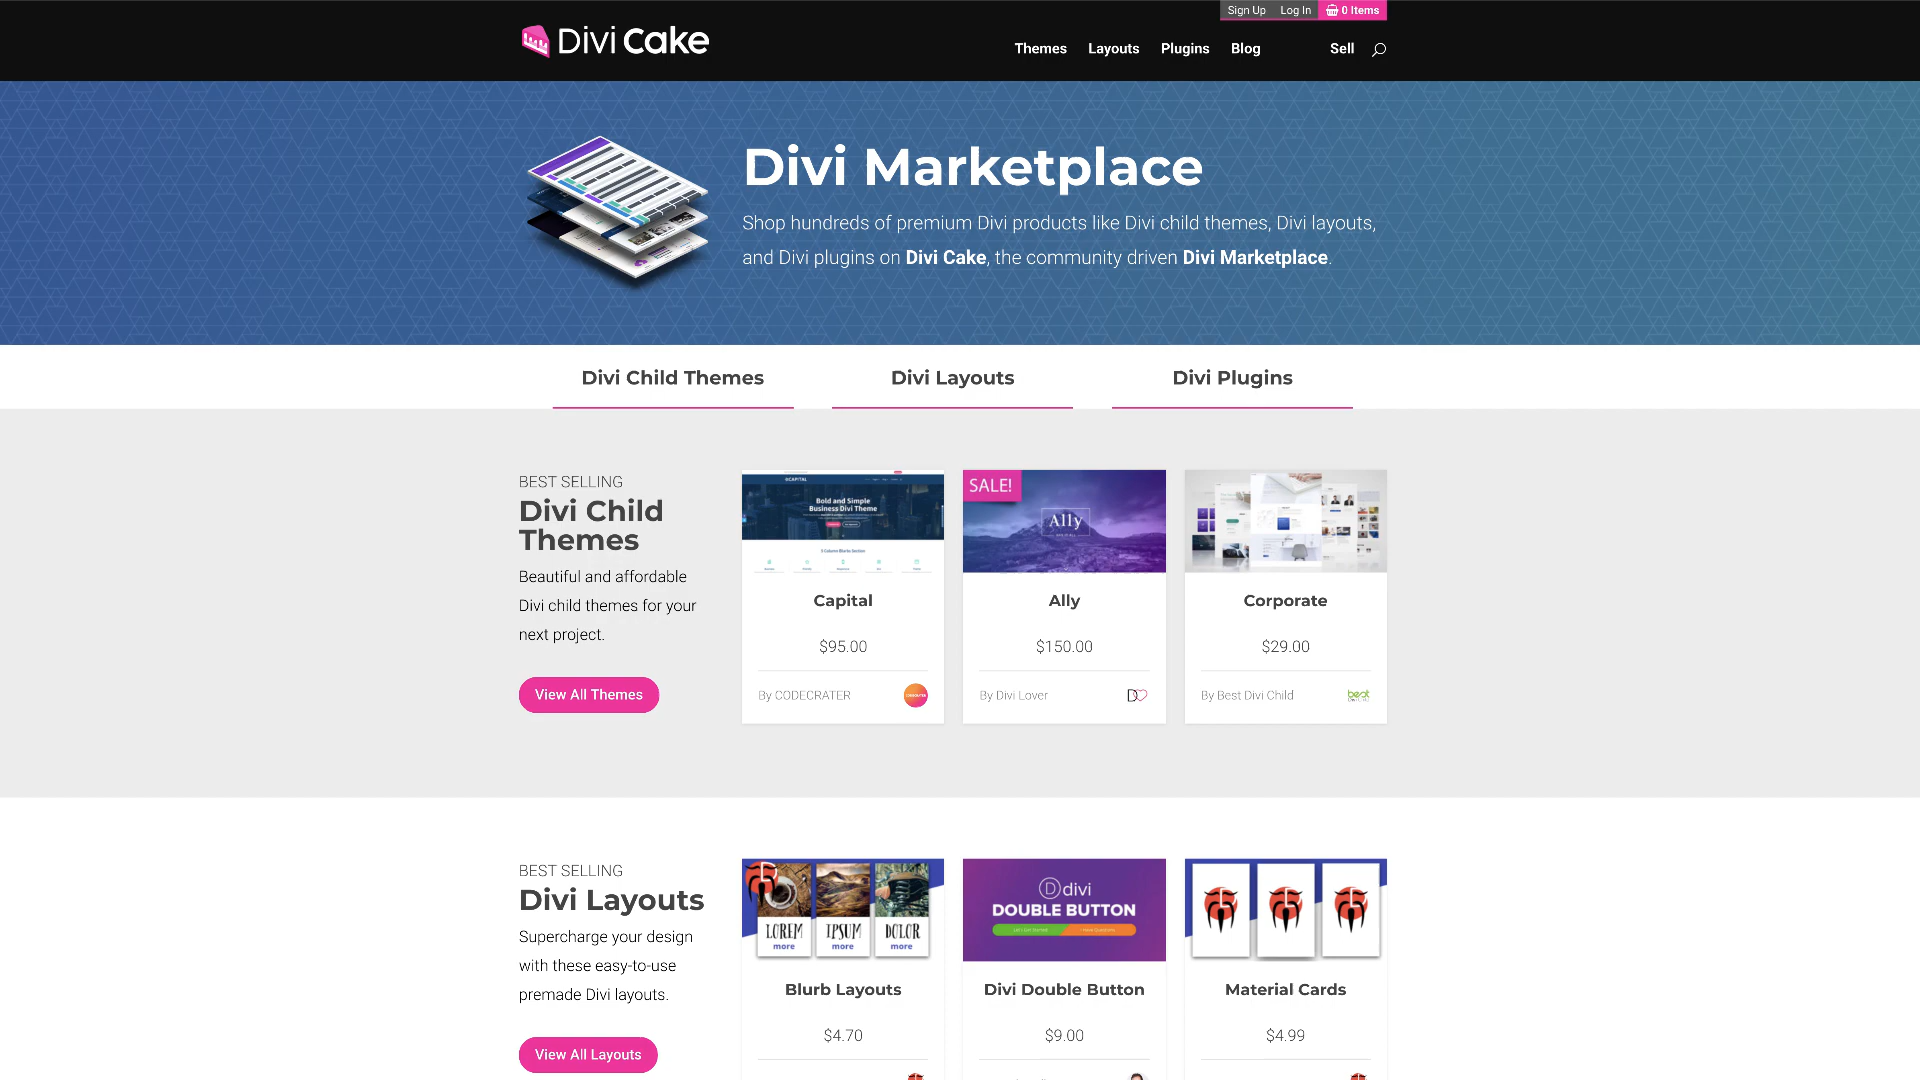 Sign Up Log In 0 Items
Divi Cake
Themes Layouts Plugins Blog Sell
Divi Marketplace
Shop hundreds of premium Divi products like Divi child themes, Divi layouts,
and Divi plugins on Divi Cake, the community driven Divi Marketplace.
Divi Child Themes Divi Layouts Divi Plugins
BEST SELLING
Divi Child
Themes
Beautiful and affordable
Divi child themes for your
next project.
View All Themes
CAPITAL
Bold and Simple
Business Divi Theme
3 Column Blurbs Section
Capital
$95.00
By CODECRATER
SALE!
Ally
Ally
$150.00
By Divi Lover
Corporate
$29.00
By Best Divi Child
best
BEST SELLING
Divi Layouts
Supercharge your design
with these easy-to-use
premade Divi layouts.
View All Layouts
LOREM IPSUM DOLOR
more more more
Blurb Layouts
$4.70
divi
DOUBLE BUTTON
Divi Double Button
$9.00
Material Cards
$4.99